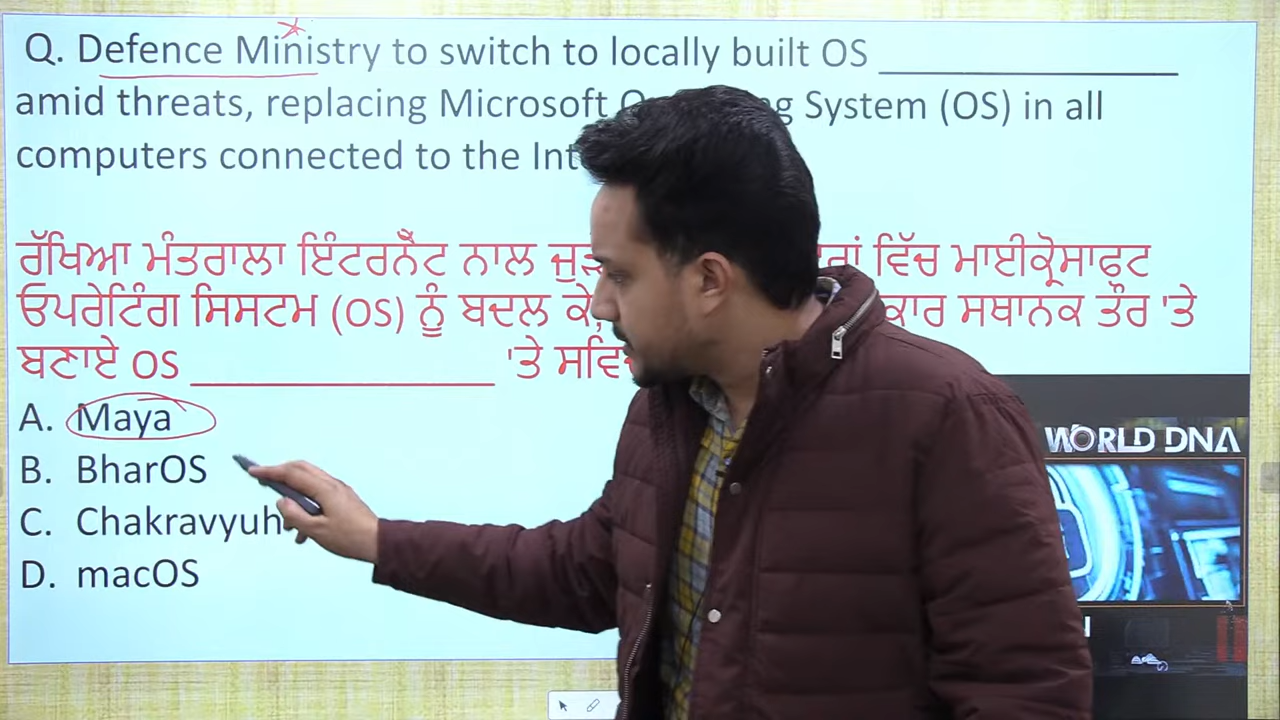 Q. Defence Ministry to switch to locally built OS ____________
amid threats, replacing Microsoft System (OS) in all
computers connected to the
ਰੱਖਿਆ ਮੰਤਰਾਲਾ ਇੰਟਰਨੈੱਟ ਨਾਲ ਵਿੱਚ ਮਾਈਕ੍ਰੋਸਾਫਟ
ਓਪਰੇਟਿੰਗ ਸਿਸਟਮ (OS) ਨੂੰ ਬਦਲ ਕੇ, ਸਥਾਨਕ ਤੌਰ 'ਤੇ
ਬਣਾਏ OS ____________ 'ਤੇ
A. Maya
B. BharOS
C. Chakravyuh
D. macOS
WORLD DNA